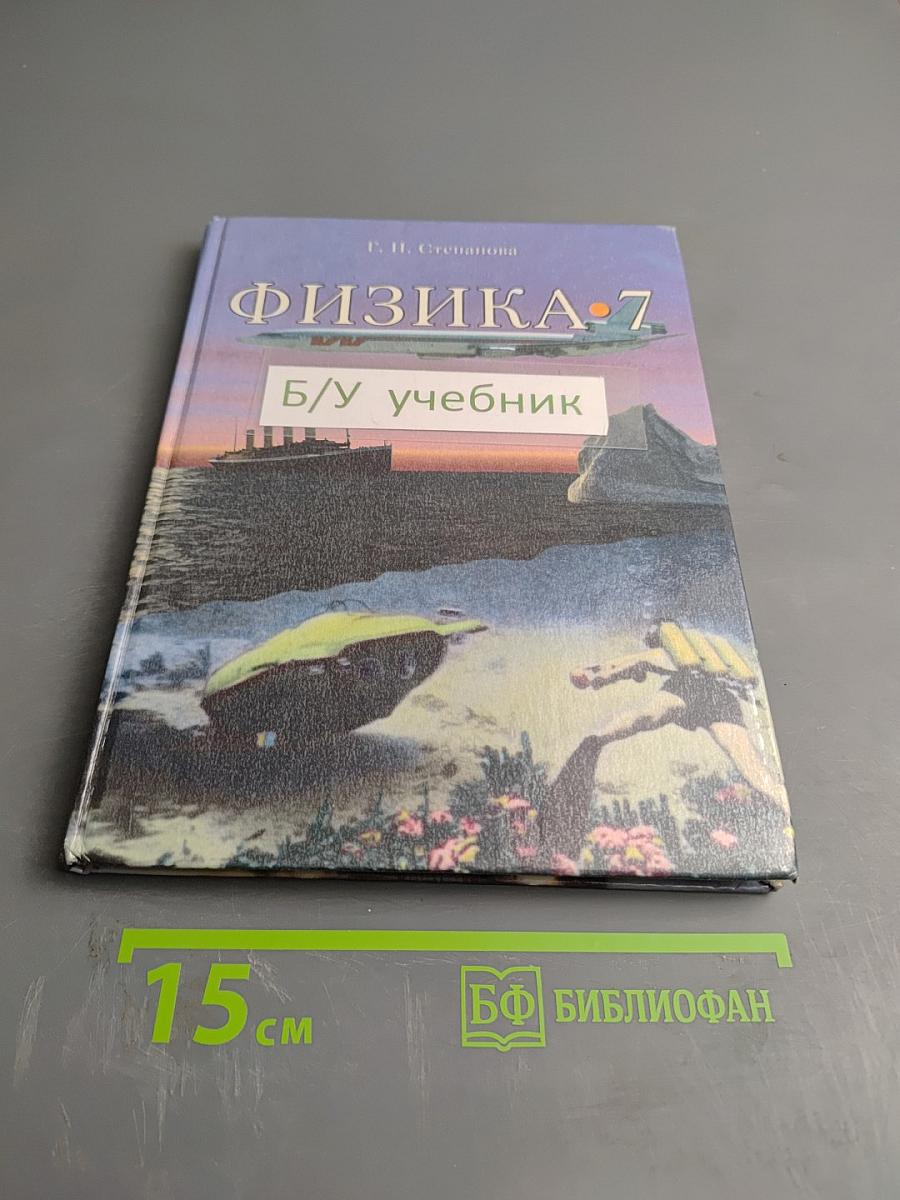 Г. Н. Степанова
ФИЗИКА·7
Б/У учебник
15 см
БФ БИБЛИОФАН